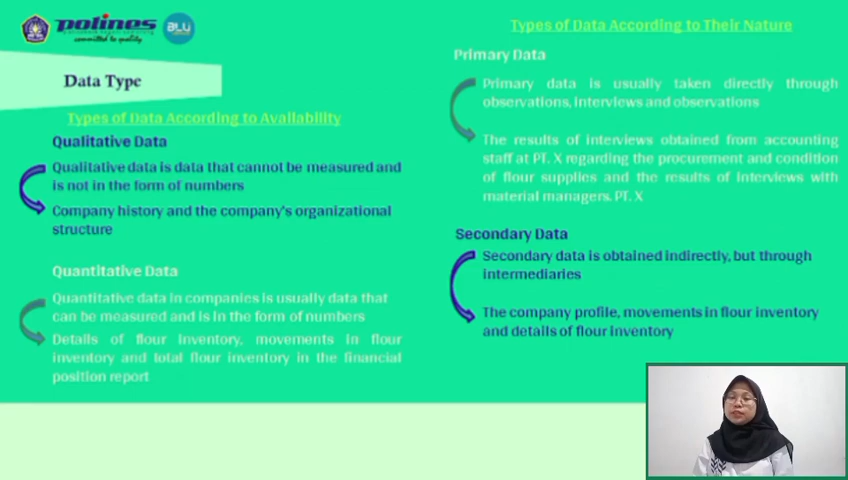 polines
committed to quality
BLU
Data Type
Types of Data According to Availability
Qualitative Data
Qualitative data is data that cannot be measured and
is not in the form of numbers
Company history and the company's organizational
structure
Quantitative Data
Quantitative data in companies is usually data that
can be measured and is in the form of numbers
Details of flour inventory, movements in flour
inventory and total flour inventory in the financial
position report
Types of Data According to Their Nature
Primary Data
Primary data is usually taken directly through
observations, interviews and observations
The results of interviews obtained from accounting
staff at PT. X regarding the procurement and condition
of flour supplies and the results of interviews with
material managers. PT. X
Secondary Data
Secondary data is obtained indirectly, but through
intermediaries
The company profile, movements in flour inventory
and details of flour inventory